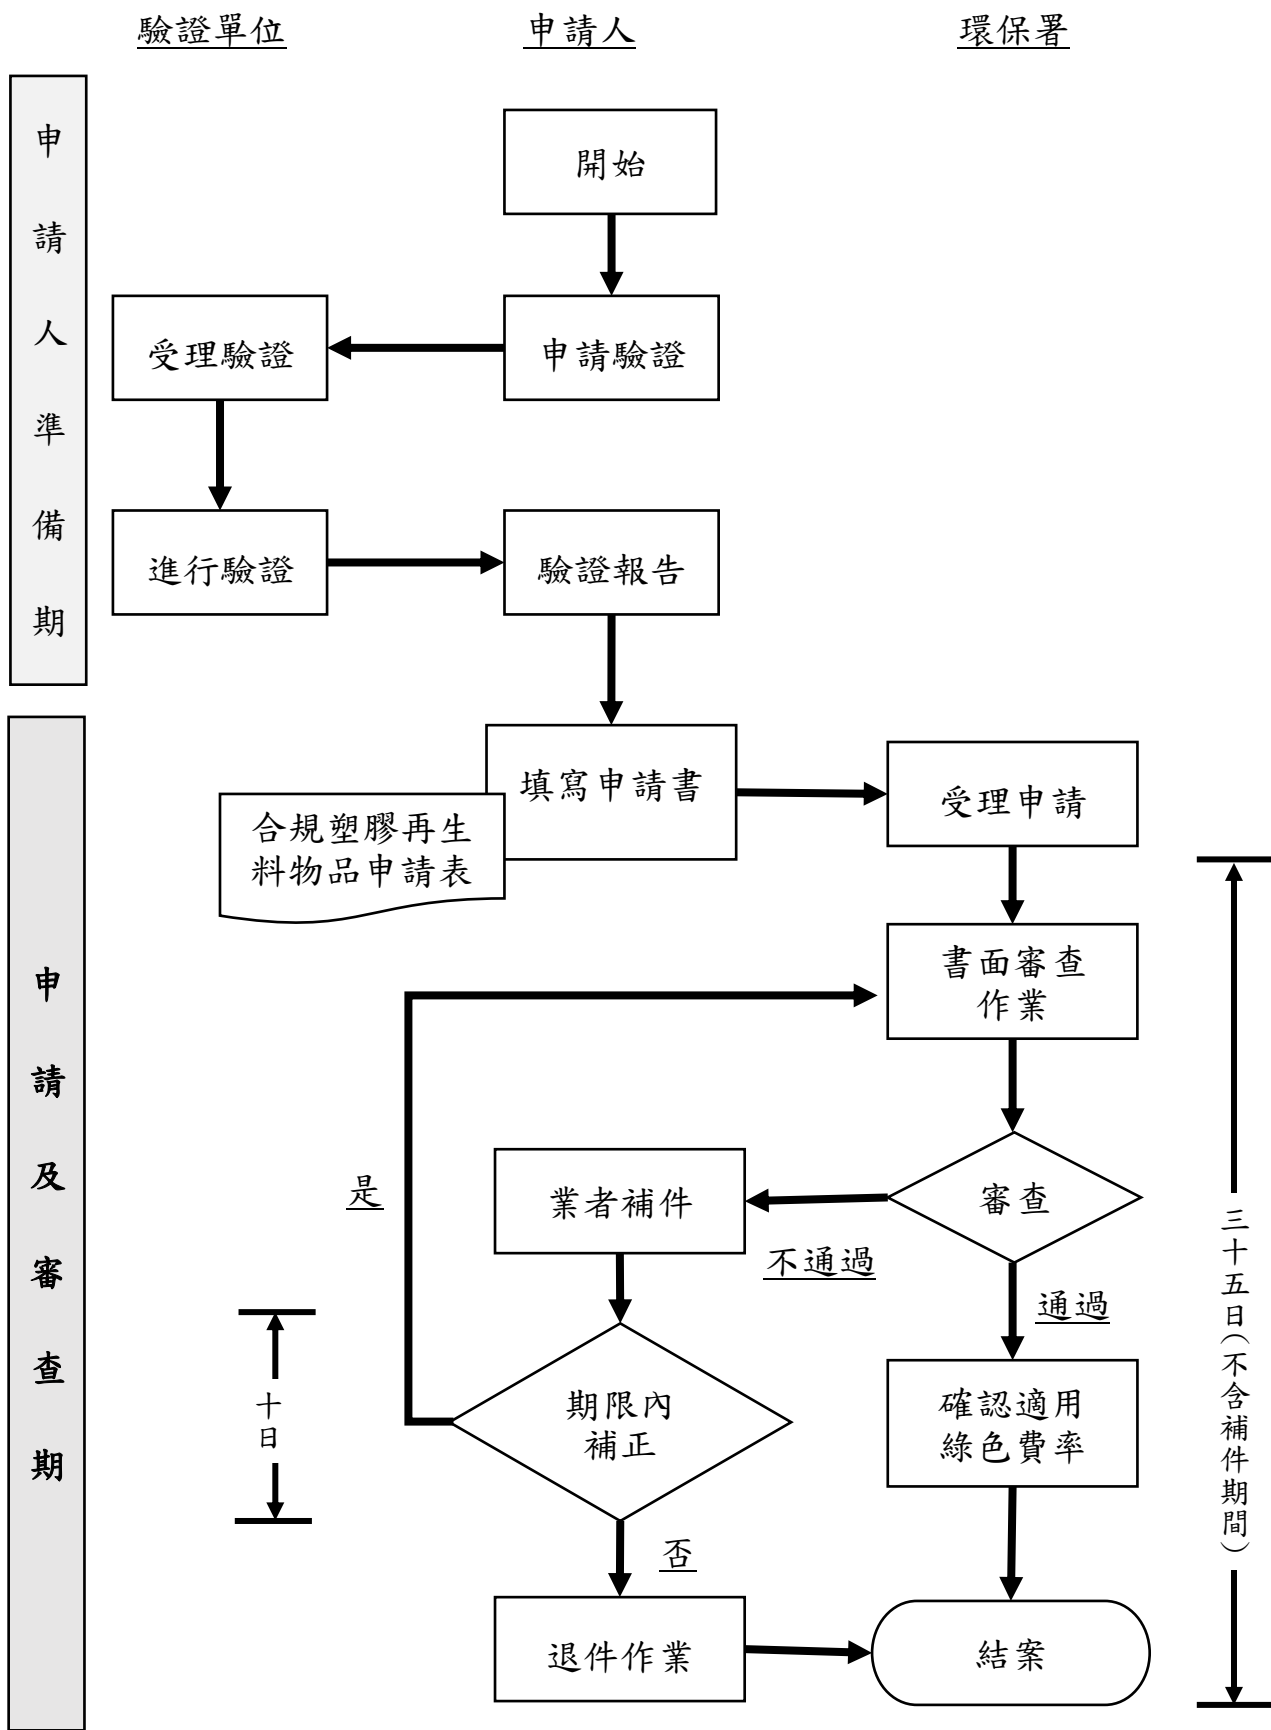 驗證單位
申請人
環保署
申請人準備期
開始
受理驗證
申請驗證
進行驗證
驗證報告
申請及審查期
填寫申請書
受理申請
合規塑膠再生
料物品申請表
書面審查
作業
是
業者補件
審查
不通過
通過
三十五日(不含補件期間)
十日
期限內
補正
確認適用
綠色費率
否
退件作業
結案